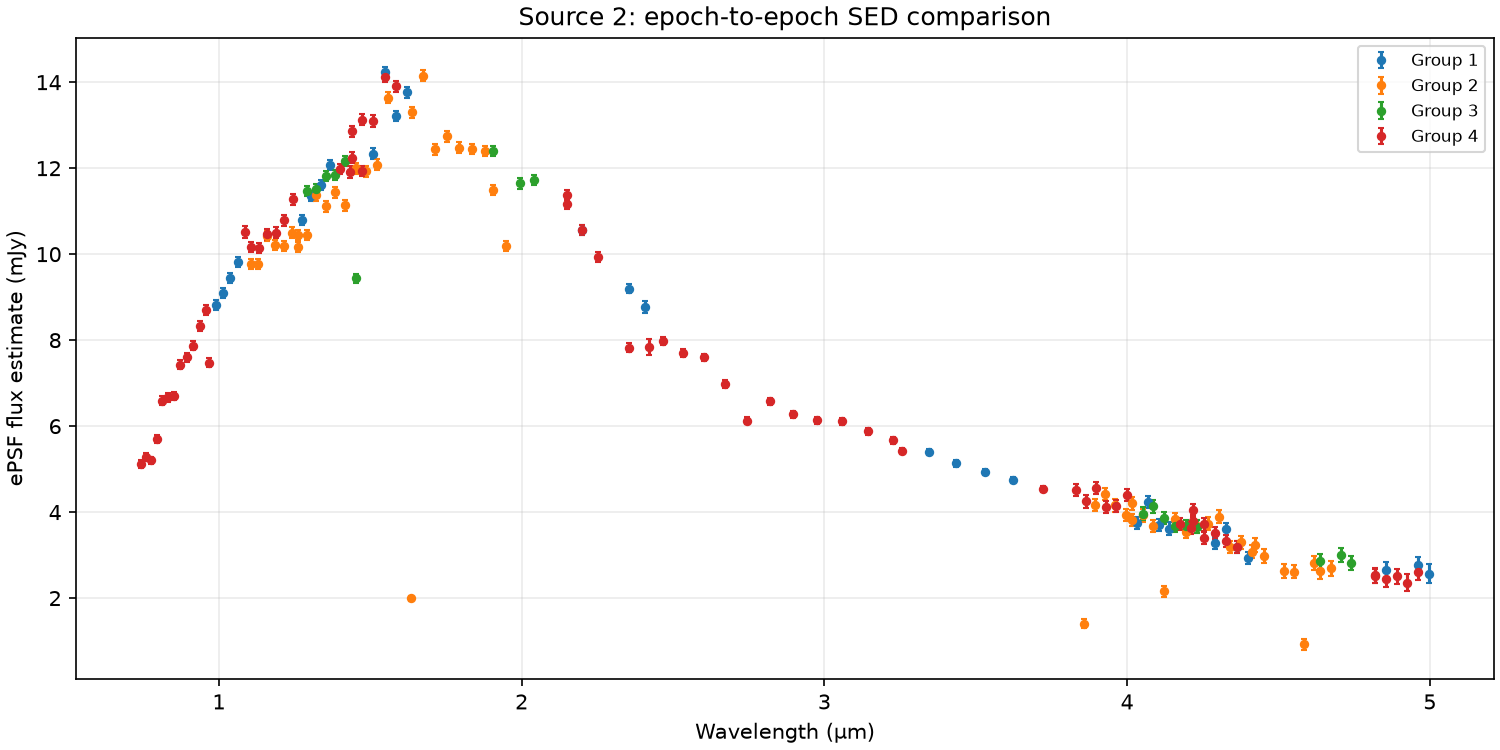 Source 2: epoch-to-epoch SED comparison
ePSF flux estimate (mJy)
14
12
10
8
6
4
2
1
2
3
4
5
Wavelength (µm)
Group 1
Group 2
Group 3
Group 4